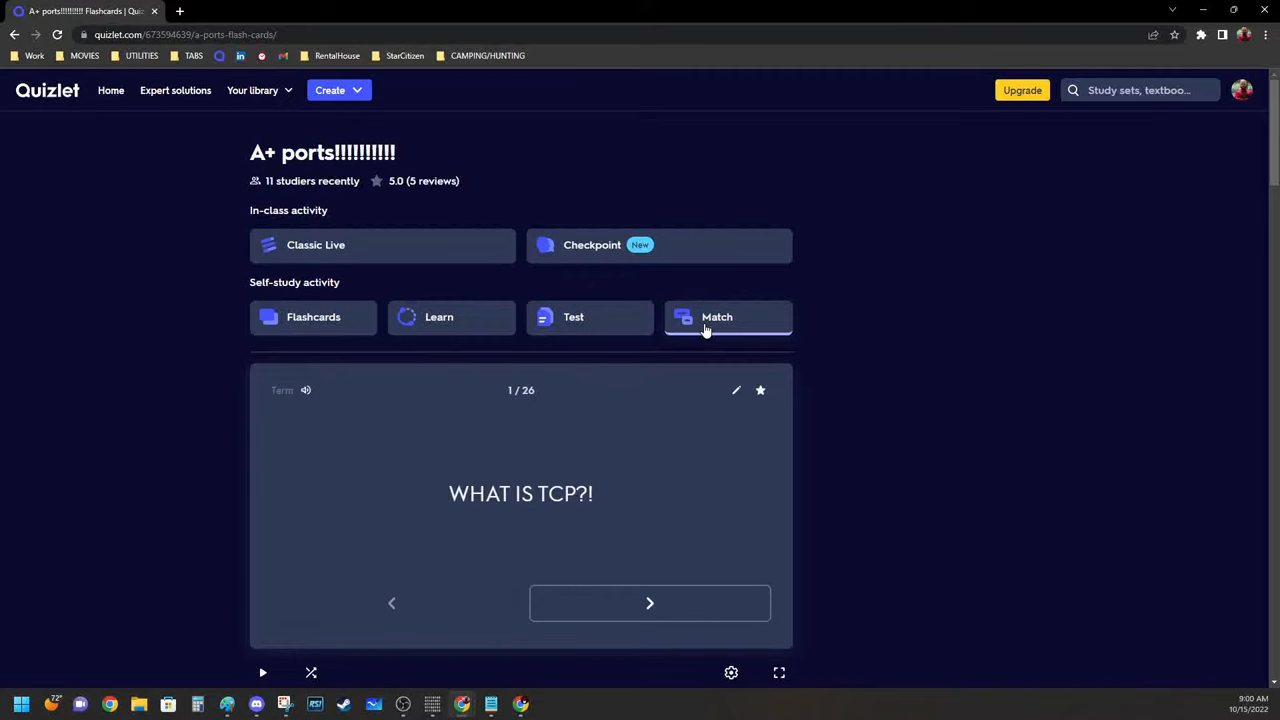 A+ ports!!!!!!!!!! Flashcards | Qui
quizlet.com/673594639/a-ports-flash-cards/
Work MOVIES UTILITIES TABS RentalHouse StarCitizen CAMPING/HUNTING
Quizlet Home Expert solutions Your library Create Upgrade Study sets, textboo...
A+ ports!!!!!!!!!!
11 studiers recently 5.0 (5 reviews)
In-class activity
Classic Live Checkpoint New
Self-study activity
Flashcards Learn Test Match
Term 1 / 26
WHAT IS TCP?!
72°
RSI
9:00 AM
10/15/2022